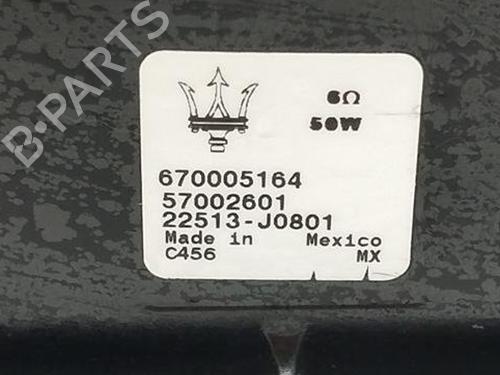 B·PARTS
6Ω
50W
670005164
57002601
22513-J0801
Made in Mexico
C456 MX